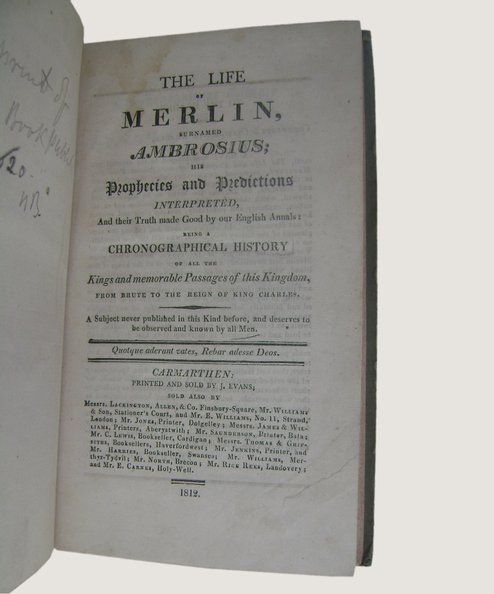 point of
Book
£20.
NB.
THE LIFE
OF
MERLIN,
SURNAMED
AMBROSIUS;
HIS
Prophecies and Predictions
INTERPRETED,
And their Truth made Good by our English Annals:
BEING A
CHRONOGRAPHICAL HISTORY
OF ALL THE
Kings and memorable Passages of this Kingdom,
FROM BRUTE TO THE REIGN OF KING CHARLES.
A Subject never published in this Kind before, and deserves to
be observed and known by all Men.
Quotque aderant vates, Rebar adesse Deos.
CARMARTHEN:
PRINTED AND SOLD BY J. EVANS;
SOLD ALSO BY
Messrs. LACKINGTON, ALLEN, & Co. Finsbury-Square, Mr. WILLIAMS
& Son, Stationer's Court, and Mr. E. WILLIAMS, No. 11, Strand,
London; Mr. JONES, Printer, Dolgelley; Messrs. JAMES & WIL-
LIAMS, Printers, Aberystwith; Mr. SAUNDERSON, Printer, Bala;
Mr. C. LEWIS, Bookseller, Cardigan; Messrs. THOMAS & GRIF-
SITES, Booksellers, Haverfordwest; Mr. JENKINS, Printer, and
Mr. HARRIES, Bookseller, Swansea; Mr. WILLIAMS, Mer-
thyr-Tydvil; Mr. NORTH, Brecon; Mr. RICE REES, Landovery;
and Mr. E. CARNES, Holy-Well.
1812.